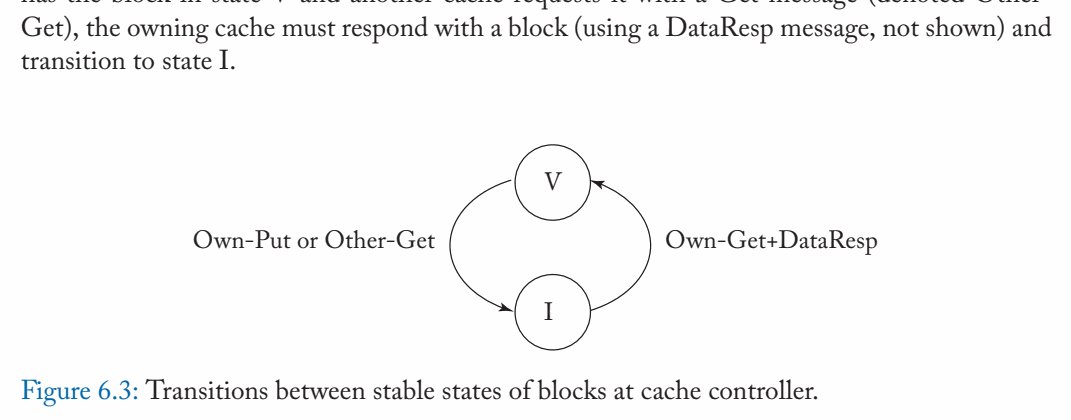 Get), the owning cache must respond with a block (using a DataResp message, not shown) and
transition to state I.
V
Own-Put or Other-Get
Own-Get+DataResp
I
Figure 6.3: Transitions between stable states of blocks at cache controller.